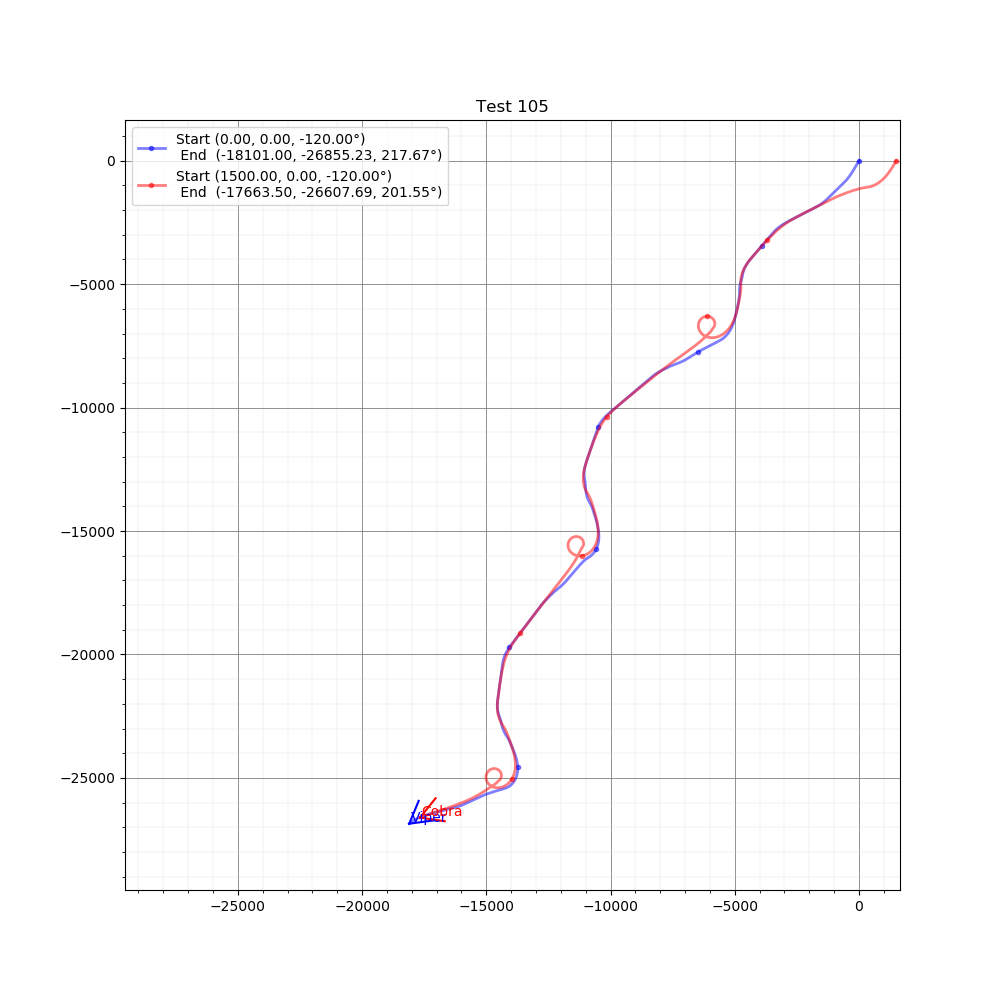 Test 105
Start (0.00, 0.00, -120.00°)
End  (-18101.00, -26855.23, 217.67°)
Start (1500.00, 0.00, -120.00°)
End  (-17663.50, -26607.69, 201.55°)
0
−5000
−10000
−15000
−20000
−25000
Cobra
Viper
−25000 −20000 −15000 −10000 −5000 0